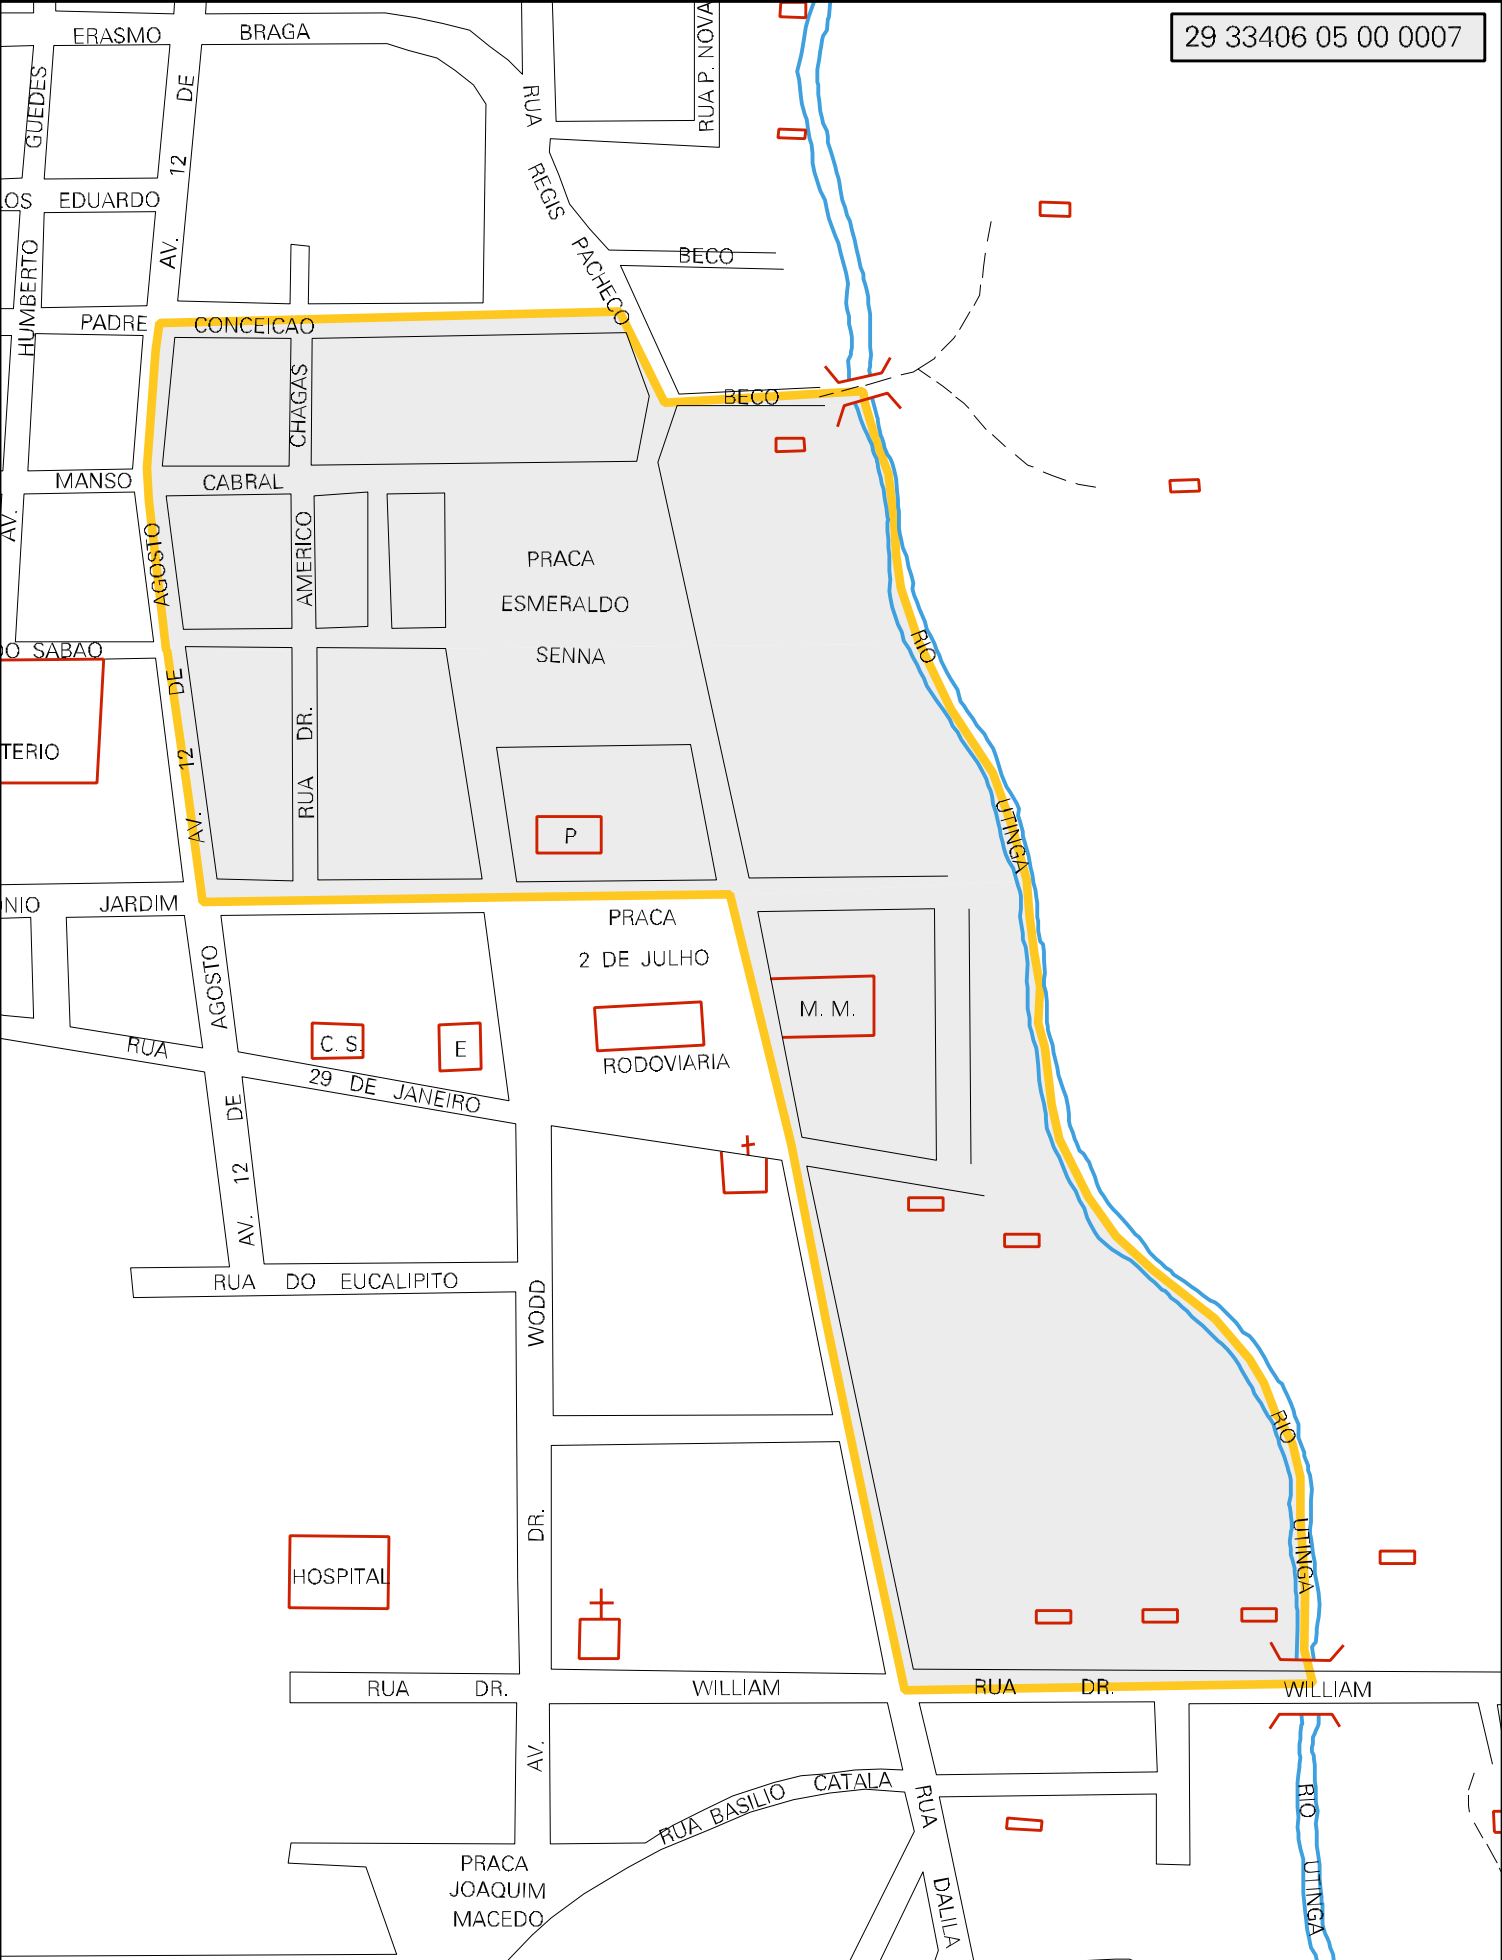 29 33406 05 00 0007
ERASMO BRAGA
RUA P. NOVA
GUEDES
HUMBERTO
AV.
AV. 12 DE
RUA REGIS PACHECO
LOS EDUARDO
BECO
PADRE CONCEICAO
CHAGAS
BECO
MANSO CABRAL
AGOSTO
AMERICO
PRACA
ESMERALDO
SENNA
DO SABAO
RIO
DE
DR.
TERIO
12
RUA
AV.
P
UTINGA
NIO JARDIM
PRACA
2 DE JULHO
AGOSTO
M. M.
RUA
C. S.
E
RODOVIARIA
29 DE JANEIRO
AV. 12 DE
RUA DO EUCALIPITO
WODD
RIO
DR.
UTINGA
HOSPITAL
RUA DR. WILLIAM RUA DR. WILLIAM
AV.
RUA BASILIO CATALA
RUA
RIO
PRACA
JOAQUIM
MACEDO
DALILA
UTINGA